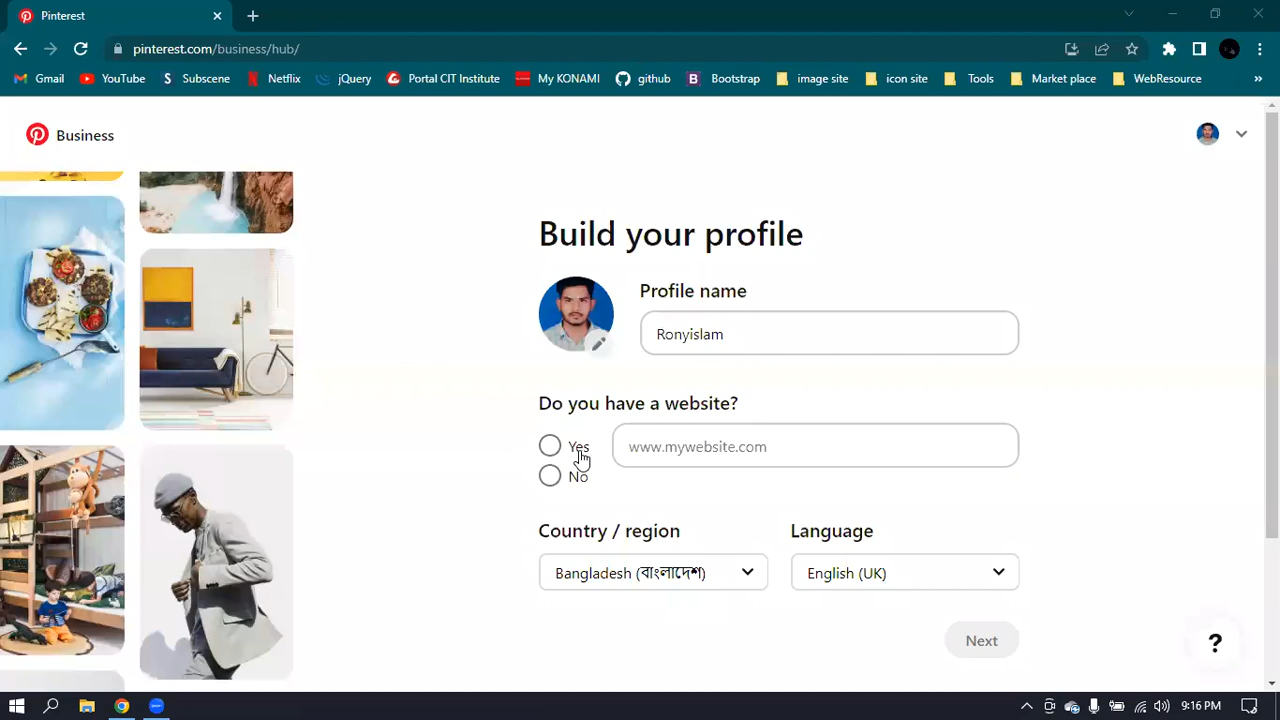 Pinterest
pinterest.com/business/hub/
Gmail YouTube Subscene Netflix jQuery Portal CIT Institute My KONAMI github Bootstrap image site icon site Tools Market place WebResource »
Business
Build your profile
Profile name
Ronyislam
Do you have a website?
Yes www.mywebsite.com
No
Country / region Language
Bangladesh (বাংলাদেশ) English (UK)
Next
?
9:16 PM